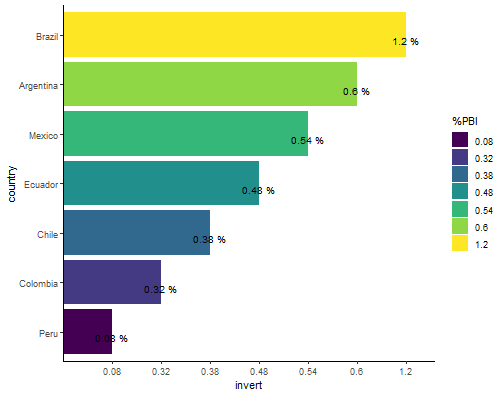 Brazil
1.2 %
Argentina
0.6 %
Mexico
0.54 %
Ecuador
0.48 %
Chile
0.38 %
Colombia
0.32 %
Peru
0.08 %
country
0.08 0.32 0.38 0.48 0.54 0.6 1.2
invert
%PBI
0.08
0.32
0.38
0.48
0.54
0.6
1.2